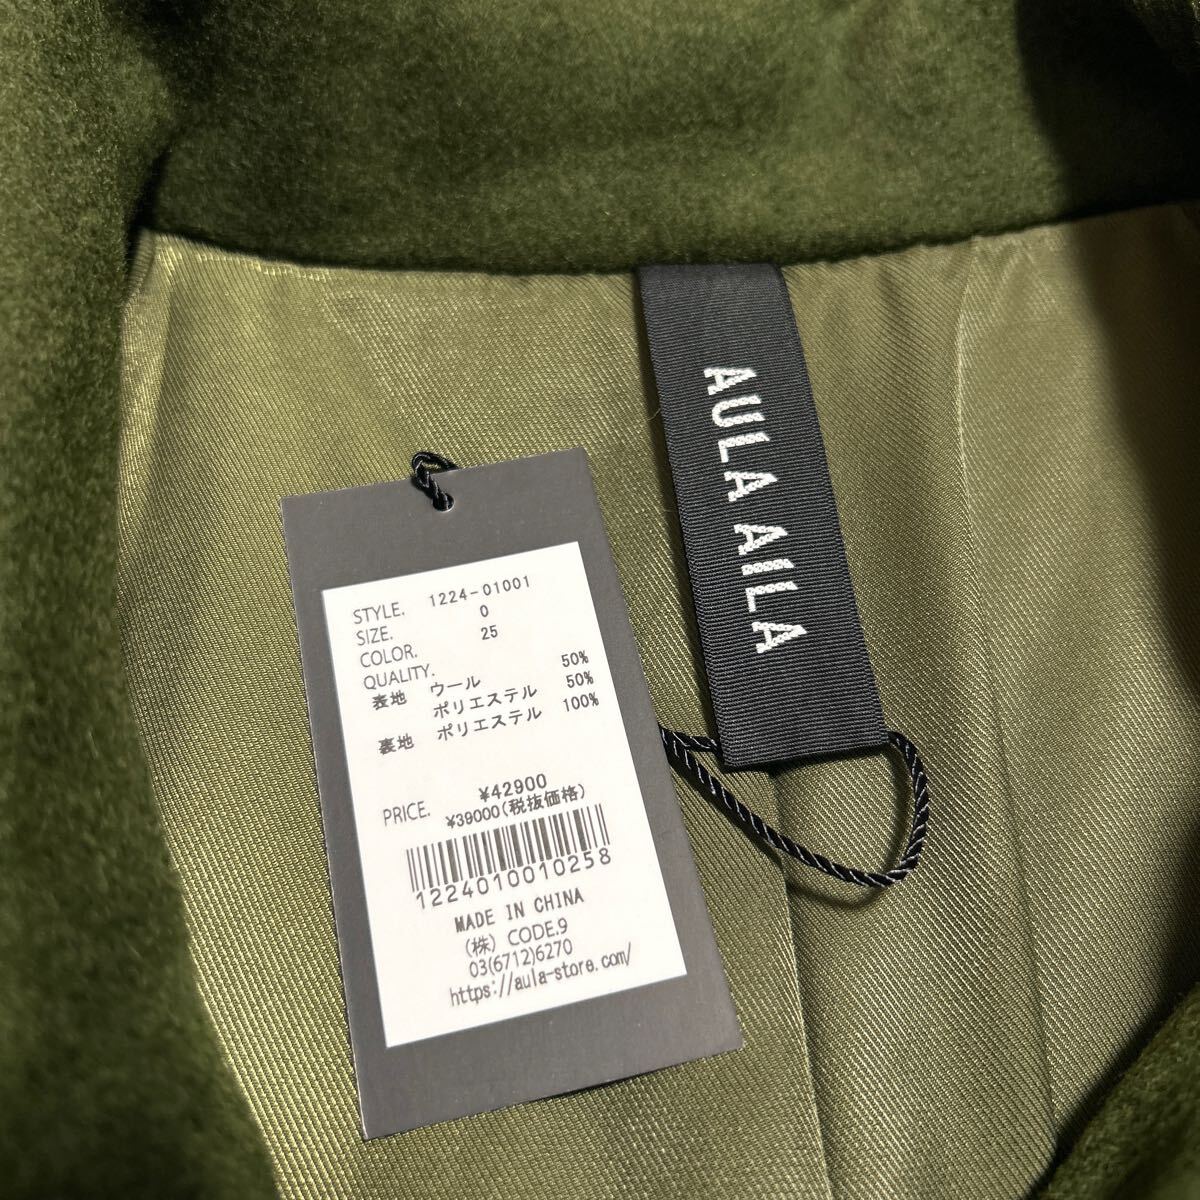 AULA AILA
STYLE. 1224-01001
SIZE. 0
COLOR. 25
QUALITY.
表地 ウール 50%
ポリエステル 50%
裏地 ポリエステル 100%
PRICE. ¥42900
¥39000(税抜価格)
1224010010258
MADE IN CHINA
(株) CODE.9
03(6712)6270
https://aula-store.com/